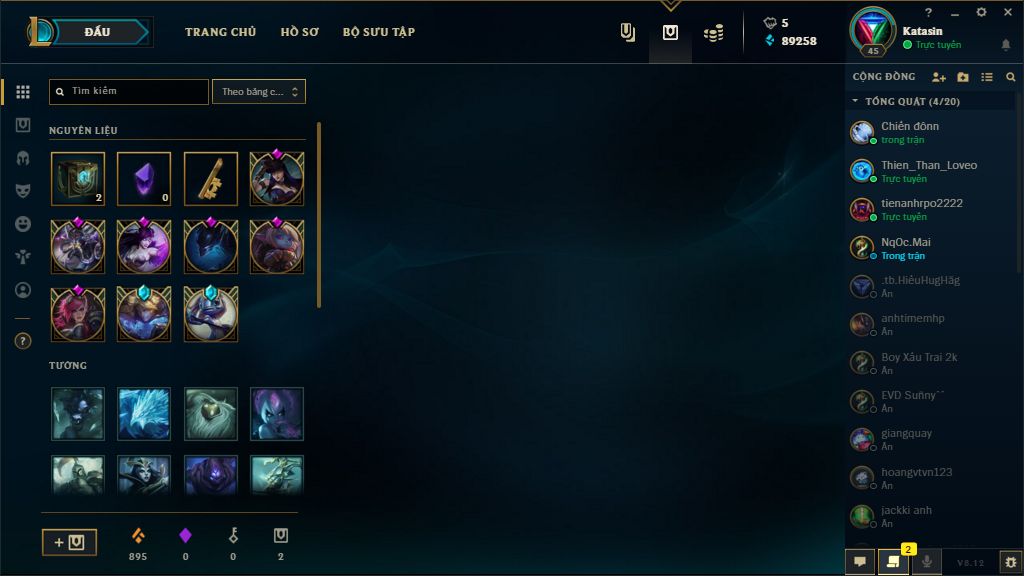 ĐẤU
TRANG CHỦ
HỒ SƠ
BỘ SƯU TẬP
5
89258
?
45
Katasin
Trực tuyến
Tìm kiếm
Theo bảng c...
NGUYÊN LIỆU
2
0
TƯỚNG
?
895
0
0
2
CỘNG ĐỒNG
TỔNG QUÁT (4/20)
Chiến đônn
trong trận
Thien_Than_Loveo
Trực tuyến
tienanhrpo2222
Trực tuyến
NqOc.Mai
Trong trận
.tb.HiếuHugHãg
Ẩn
anhtimemhp
Ẩn
Boy Xấu Trai 2k
Ẩn
EVD Suñny^^
Ẩn
giangquay
Ẩn
hoangvtvn123
Ẩn
jackki anh
Ẩn
2
V8.12